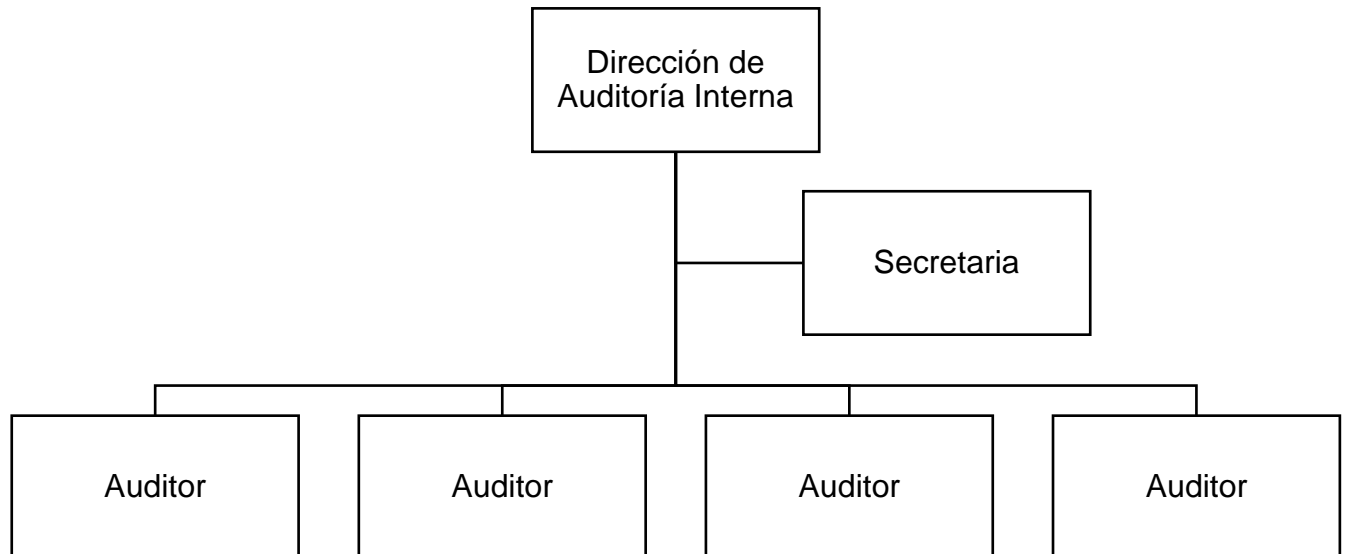 Dirección de
Auditoría Interna
Secretaria
Auditor
Auditor
Auditor
Auditor